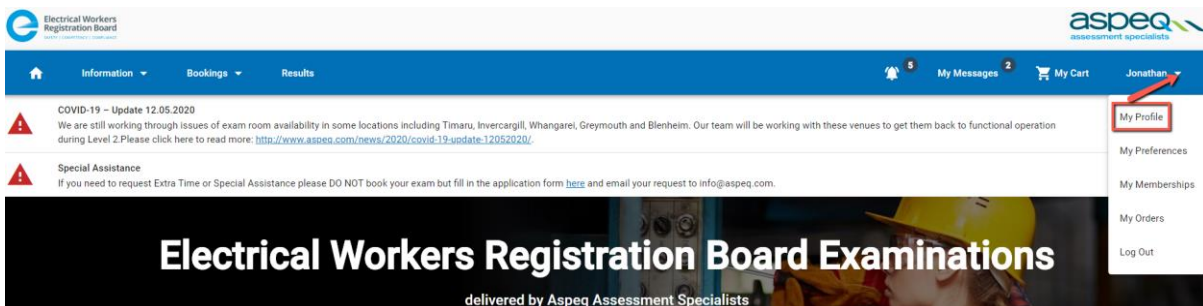 Electrical Workers
Registration Board
SAFETY | COMPETENCE | COMPLIANCE
aspeq
assessment specialists
Information
Bookings
Results
5
My Messages 2
My Cart
Jonathan
COVID-19 – Update 12.05.2020
We are still working through issues of exam room availability in some locations including Timaru, Invercargill, Whangarei, Greymouth and Blenheim. Our team will be working with these venues to get them back to functional operation
during Level 2.Please click here to read more: http://www.aspeq.com/news/2020/covid-19-update-12052020/.
Special Assistance
If you need to request Extra Time or Special Assistance please DO NOT book your exam but fill in the application form here and email your request to info@aspeq.com.
My Profile
My Preferences
My Memberships
My Orders
Log Out
Electrical Workers Registration Board Examinations
delivered by Aspeq Assessment Specialists